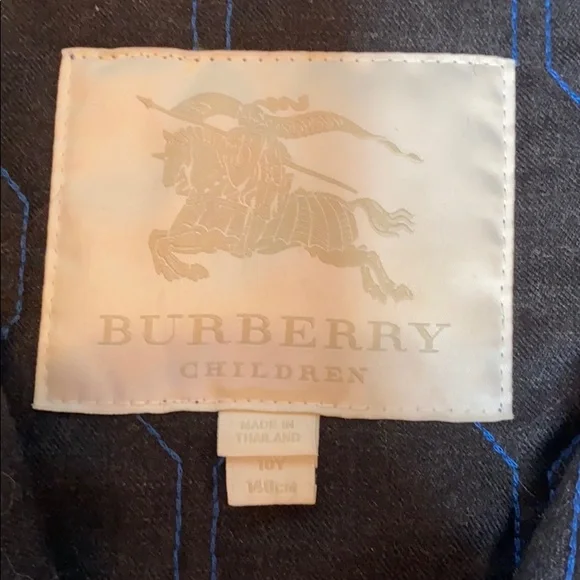 BURBERRY
CHILDREN
MADE IN
THAILAND
10Y
140CM